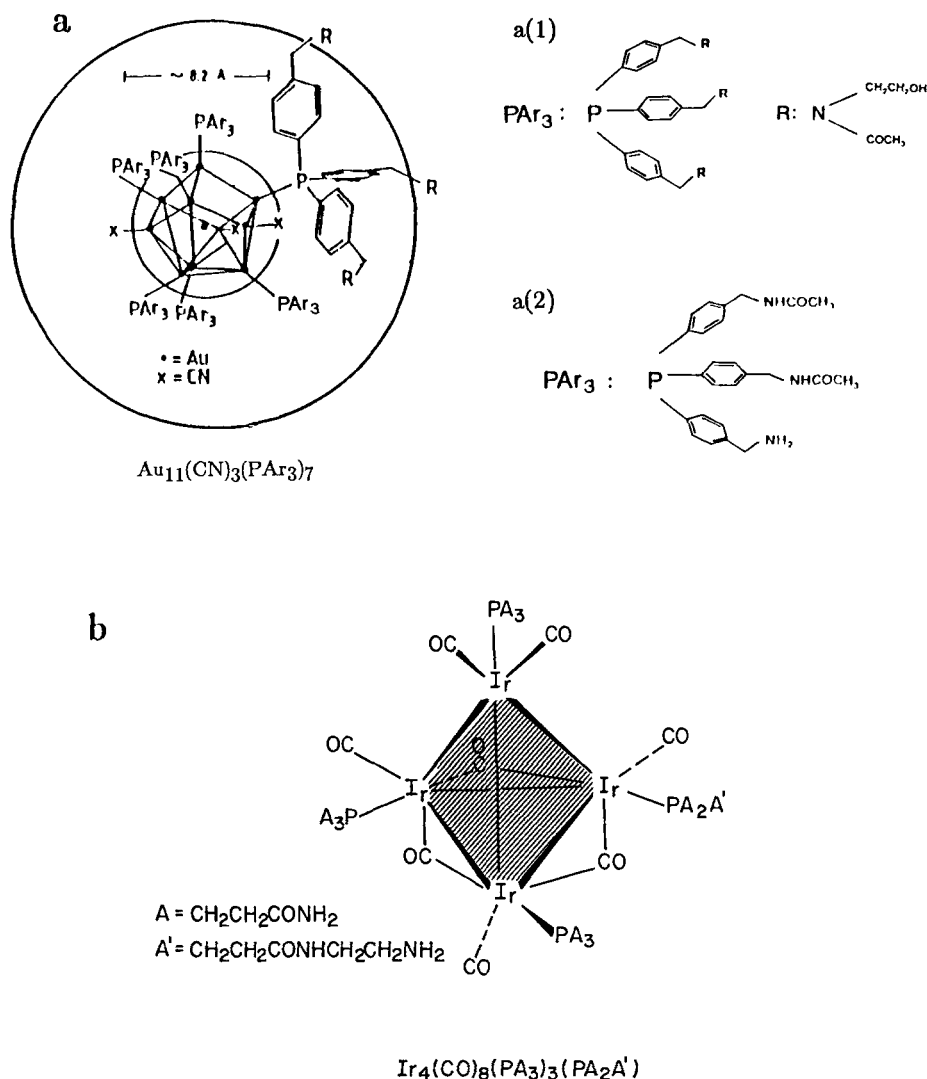 a
R
~ 8.2 A
PAr₃
PAr₃
PAr₃
P
R
x
x
x
R
PAr₃
PAr₃
PAr₃
• = Au
x = CN
Au₁₁(CN)₃(PAr₃)₇
a(1)
R
PAr₃ : P
R
R
R: N
CH₂CH₂OH
COCH₃
a(2)
NHCOCH₃
PAr₃ : P
NHCOCH₃
NH₂
b
PA₃
OC
CO
Ir
OC
O
C
CO
Ir
Ir
A₃P
PA₂A'
OC
CO
Ir
A = CH₂CH₂CONH₂
PA₃
A' = CH₂CH₂CONHCH₂CH₂NH₂
CO
Ir₄(CO)₈(PA₃)₃(PA₂A')